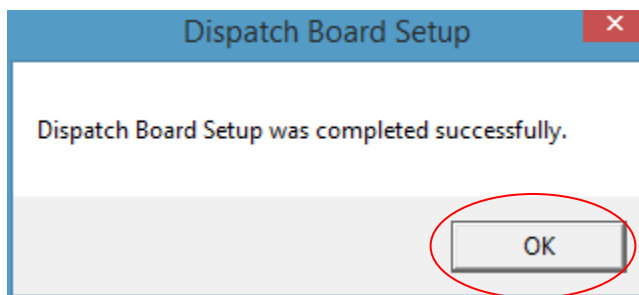 Dispatch Board Setup
Dispatch Board Setup was completed successfully.
OK